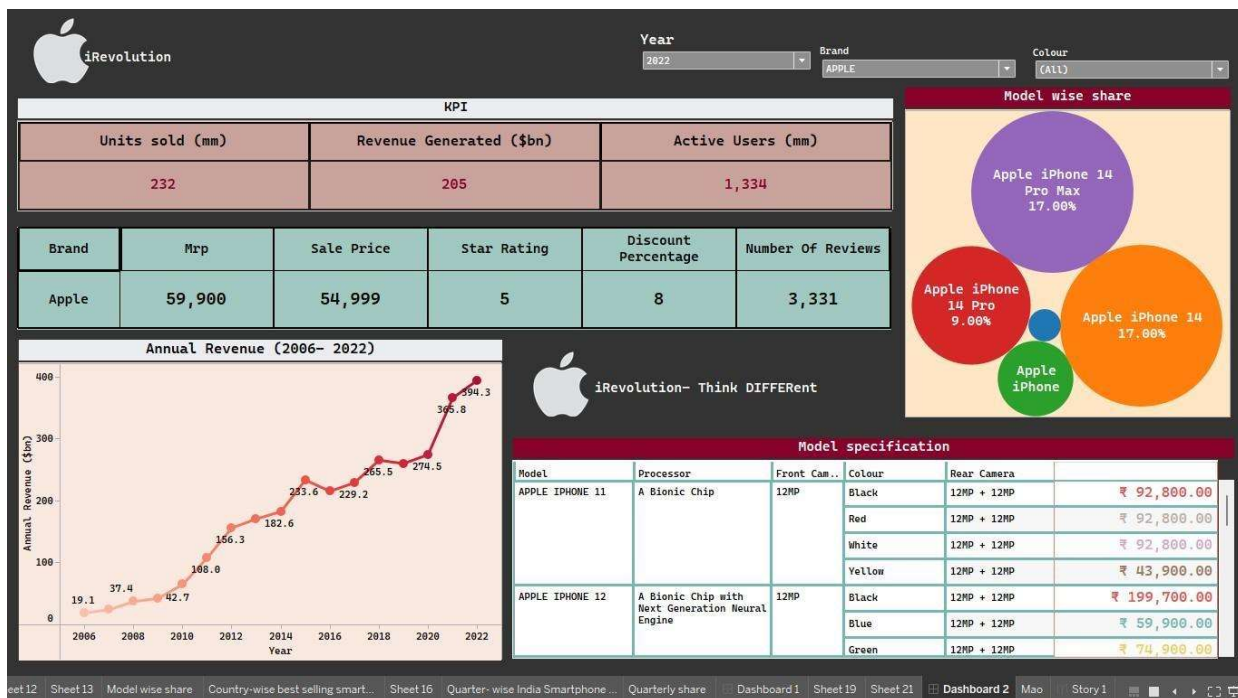 iRevolution
Year
2022
Brand
APPLE
Colour
(All)
KPI
Units sold (mm)
Revenue Generated ($bn)
Active Users (mm)
232
205
1,334
Brand
Mrp
Sale Price
Star Rating
Discount
Percentage
Number Of Reviews
Apple
59,900
54,999
5
8
3,331
Model wise share
Apple iPhone 14
Pro Max
17.00%
Apple iPhone
14 Pro
9.00%
Apple iPhone 14
17.00%
Apple
iPhone
Annual Revenue (2006- 2022)
Annual Revenue ($bn)
400
300
200
100
0
19.1
37.4
42.7
108.0
156.3
182.6
233.6
229.2
265.5
274.5
365.8
394.3
2006
2008
2010
2012
2014
2016
2018
2020
2022
Year
iRevolution- Think DIFFERent
Model specification
Model
Processor
Front Cam..
Colour
Rear Camera
APPLE IPHONE 11
A Bionic Chip
12MP
Black
12MP + 12MP
₹ 92,800.00
Red
12MP + 12MP
₹ 92,800.00
White
12MP + 12MP
₹ 92,800.00
Yellow
12MP + 12MP
₹ 43,900.00
APPLE IPHONE 12
A Bionic Chip with
Next Generation Neural
Engine
12MP
Black
12MP + 12MP
₹ 199,700.00
Blue
12MP + 12MP
₹ 59,900.00
Green
12MP + 12MP
₹ 74,900.00
eet 12
Sheet 13
Model wise share
Country-wise best selling smart...
Sheet 16
Quarter- wise India Smartphone ...
Quarterly share
Dashboard 1
Sheet 19
Sheet 21
Dashboard 2
Mao
Story 1